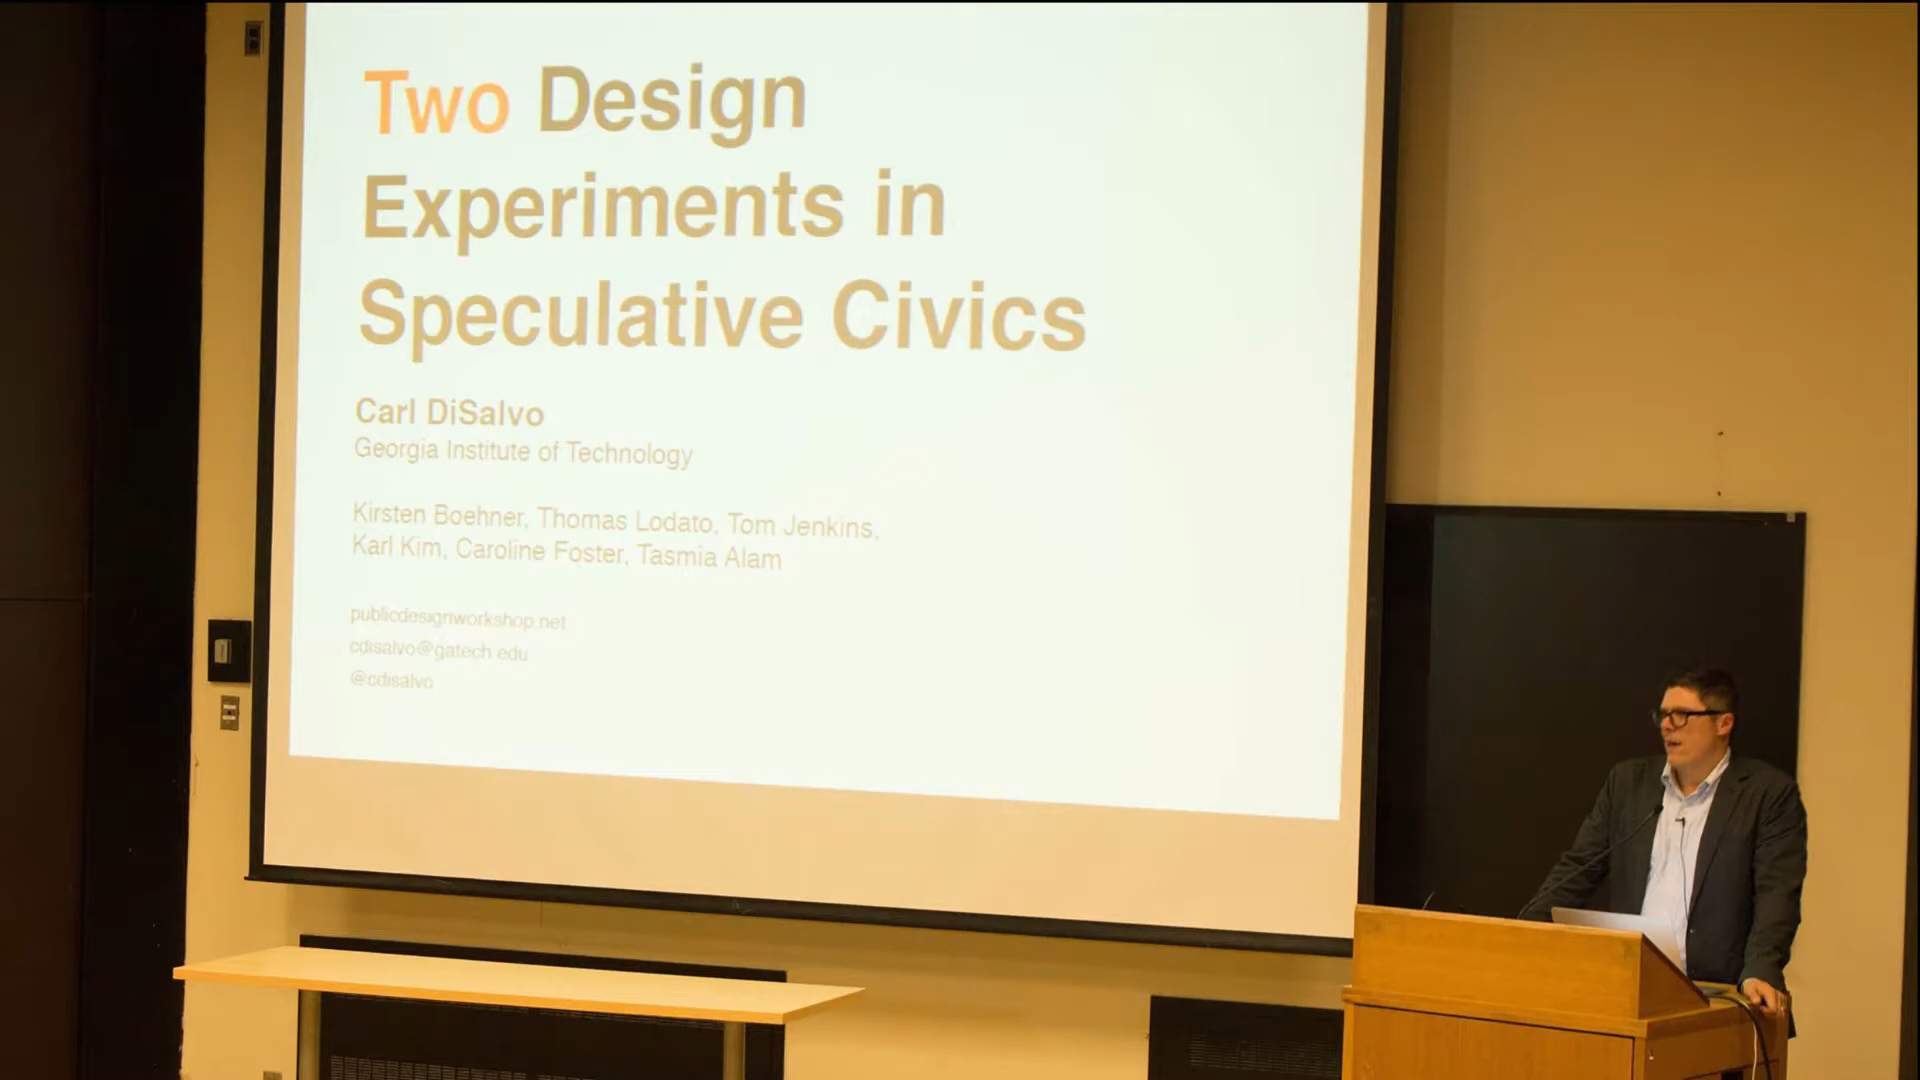 Two Design
Experiments in
Speculative Civics
Carl DiSalvo
Georgia Institute of Technology
Kirsten Boehner, Thomas Lodato, Tom Jenkins,
Karl Kim, Caroline Foster, Tasmia Alam
publicdesignworkshop.net
cdisalvo@gatech.edu
@cdisalvo